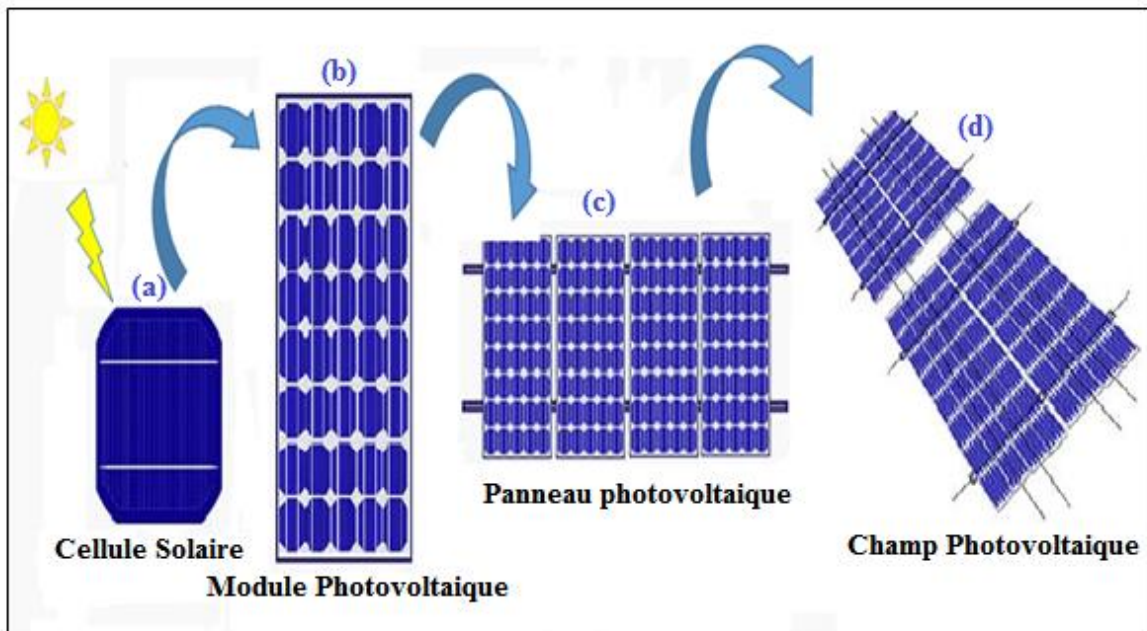 (a)
Cellule Solaire
(b)
Module Photovoltaique
(c)
Panneau photovoltaique
(d)
Champ Photovoltaique